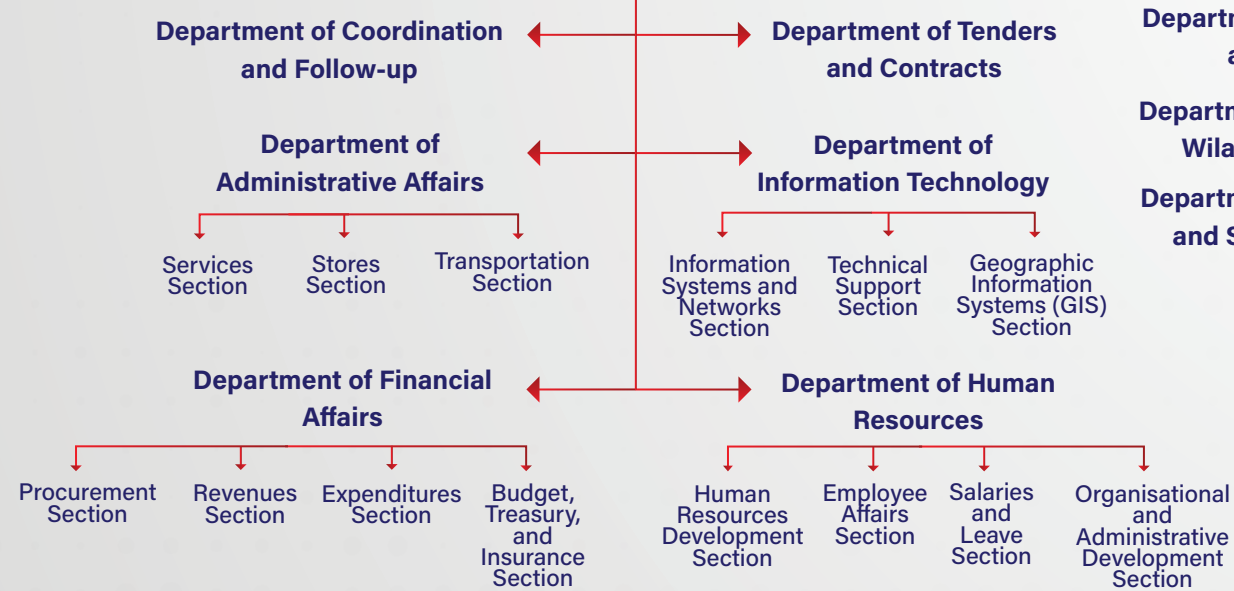 Department of Coordination
and Follow-up
Department of Tenders
and Contracts
Department of
Administrative Affairs
Department of
Information Technology
Services
Section
Stores
Section
Transportation
Section
Information
Systems and
Networks
Section
Technical
Support
Section
Geographic
Information
Systems (GIS)
Section
Department of Financial
Affairs
Department of Human
Resources
Procurement
Section
Revenues
Section
Expenditures
Section
Budget,
Treasury,
and
Insurance
Section
Human
Resources
Development
Section
Employee
Affairs
Section
Salaries
and
Leave
Section
Organisational
and
Administrative
Development
Section
and